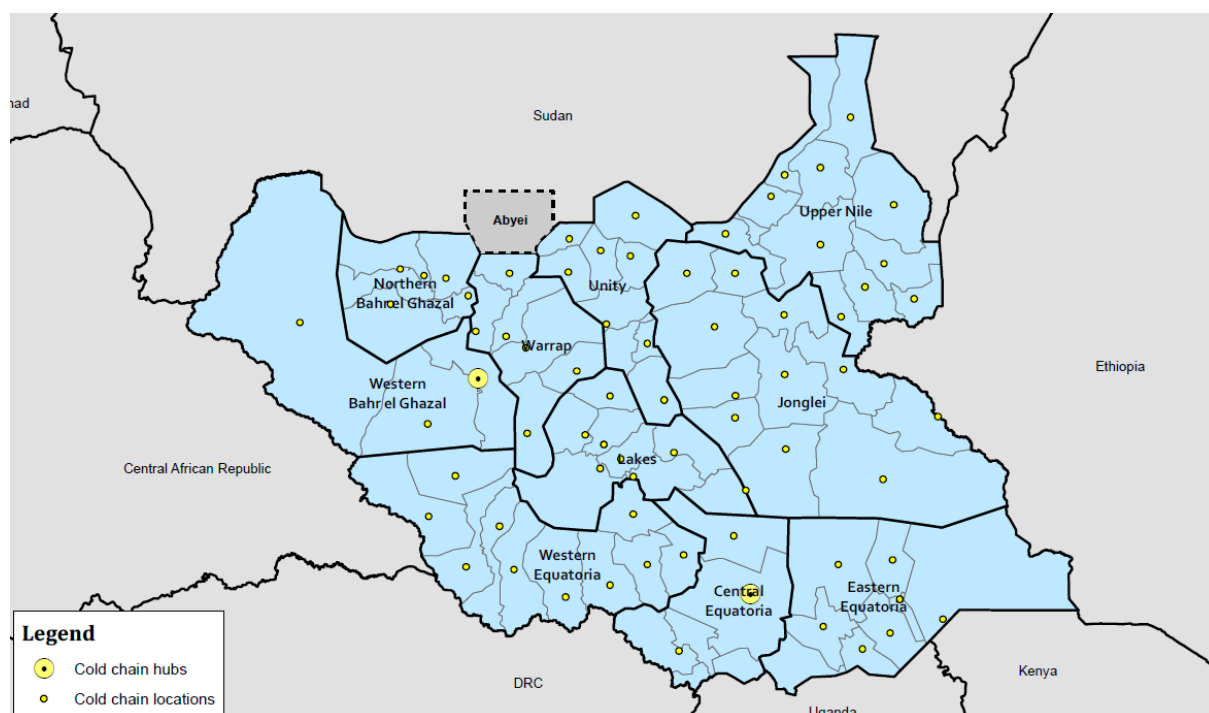 Sudan
Abyei
Upper Nile
Northern
Bahr el Ghazal
Unity
Warrap
Ethiopia
Western
Bahr el Ghazal
Jonglei
Lakes
Central African Republic
Western
Equatoria
Central
Equatoria
Eastern
Equatoria
Legend
Cold chain hubs
Cold chain locations
DRC
Kenya
Uganda